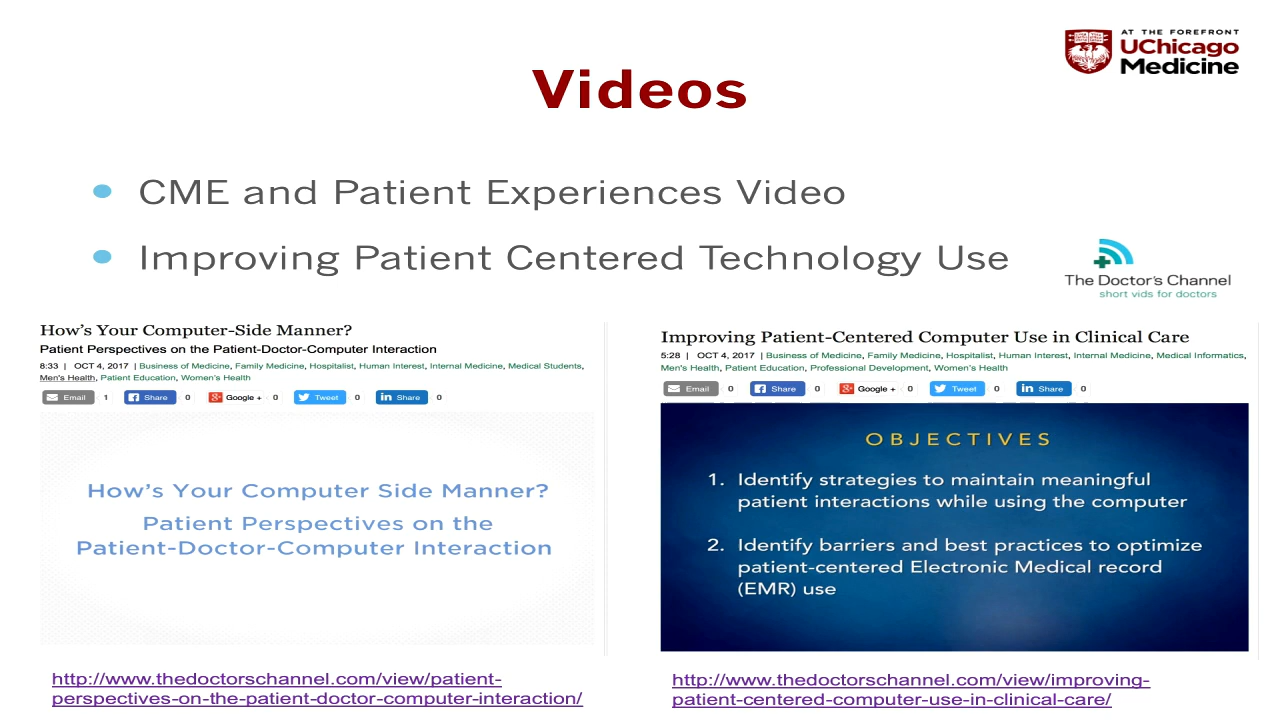 AT THE FOREFRONT
UChicago
Medicine
Videos
CME and Patient Experiences Video
Improving Patient Centered Technology Use
The Doctor's Channel
short vids for doctors
How's Your Computer-Side Manner?
Patient Perspectives on the Patient-Doctor-Computer Interaction
8:33 | OCT 4, 2017 | Business of Medicine, Family Medicine, Hospitalist, Human Interest, Internal Medicine, Medical Students,
Men's Health, Patient Education, Women's Health
Email 1 Share 0 Google + 0 Tweet 0 Share 0
How's Your Computer Side Manner?
Patient Perspectives on the
Patient-Doctor-Computer Interaction
http://www.thedoctorschannel.com/view/patient-
perspectives-on-the-patient-doctor-computer-interaction/
Improving Patient-Centered Computer Use in Clinical Care
5:28 | OCT 4, 2017 | Business of Medicine, Family Medicine, Hospitalist, Human Interest, Internal Medicine, Medical Informatics,
Men's Health, Patient Education, Professional Development, Women's Health
Email 0 Share 0 Google + 0 Tweet 0 Share 0
OBJECTIVES
1. Identify strategies to maintain meaningful
patient interactions while using the computer
2. Identify barriers and best practices to optimize
patient-centered Electronic Medical record
(EMR) use
http://www.thedoctorschannel.com/view/improving-
patient-centered-computer-use-in-clinical-care/